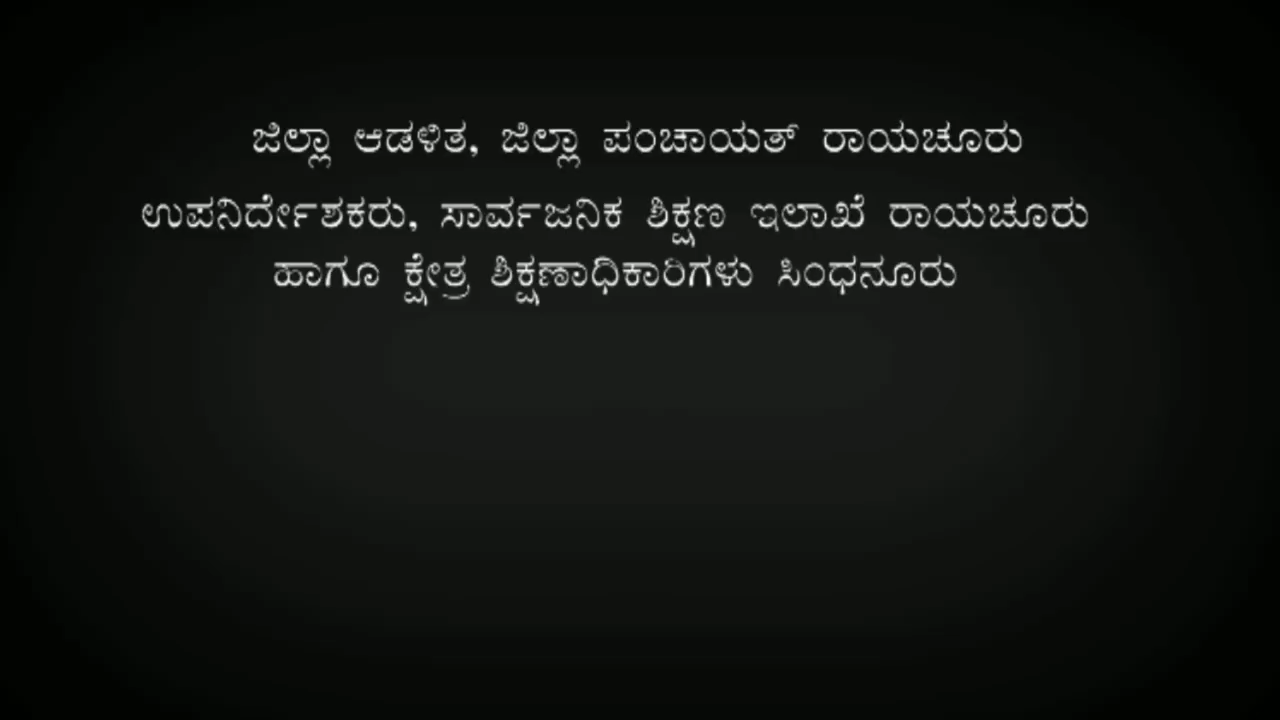 ಜಿಲ್ಲಾ ಆಡಳಿತ, ಜಿಲ್ಲಾ ಪಂಚಾಯತ್ ರಾಯಚೂರು
ಉಪನಿರ್ದೇಶಕರು, ಸಾರ್ವಜನಿಕ ಶಿಕ್ಷಣ ಇಲಾಖೆ ರಾಯಚೂರು
ಹಾಗೂ ಕ್ಷೇತ್ರ ಶಿಕ್ಷಣಾಧಿಕಾರಿಗಳು ಸಿಂಧನೂರು